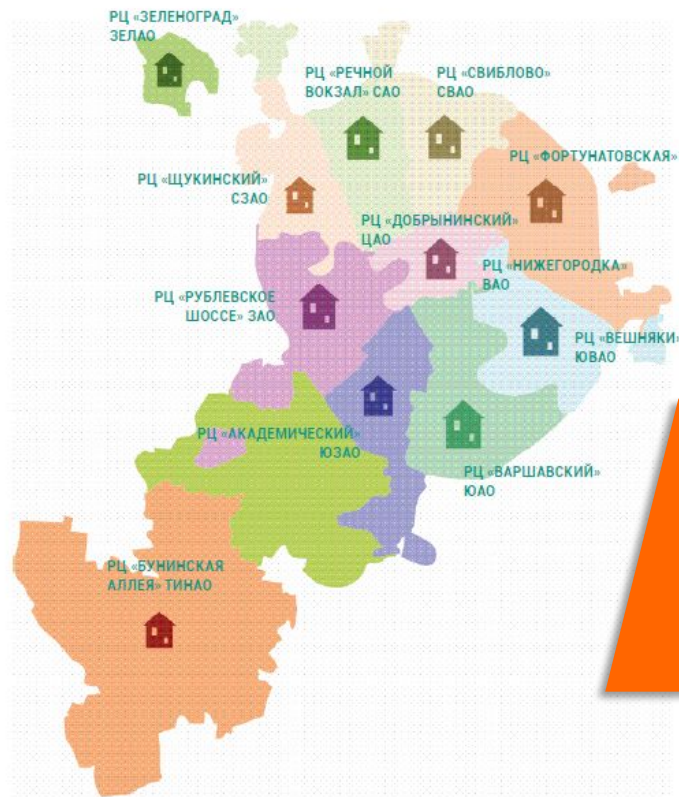 РЦ «ЗЕЛЕНОГРАД»
ЗЕЛАО
РЦ «РЕЧНОЙ
ВОКЗАЛ» САО
РЦ «СВИБЛОВО»
СВАО
РЦ «ФОРТУНАТОВСКАЯ»
РЦ «ЩУКИНСКИЙ»
СЗАО
РЦ «ДОБРЫНИНСКИЙ»
ЦАО
РЦ «НИЖЕГОРОДКА»
ВАО
РЦ «РУБЛЕВСКОЕ
ШОССЕ» ЗАО
РЦ «ВЕШНЯКИ»
ЮВАО
РЦ «АКАДЕМИЧЕСКИЙ»
ЮЗАО
РЦ «ВАРШАВСКИЙ»
ЮАО
РЦ «БУНИНСКАЯ
АЛЛЕЯ» ТИНАО